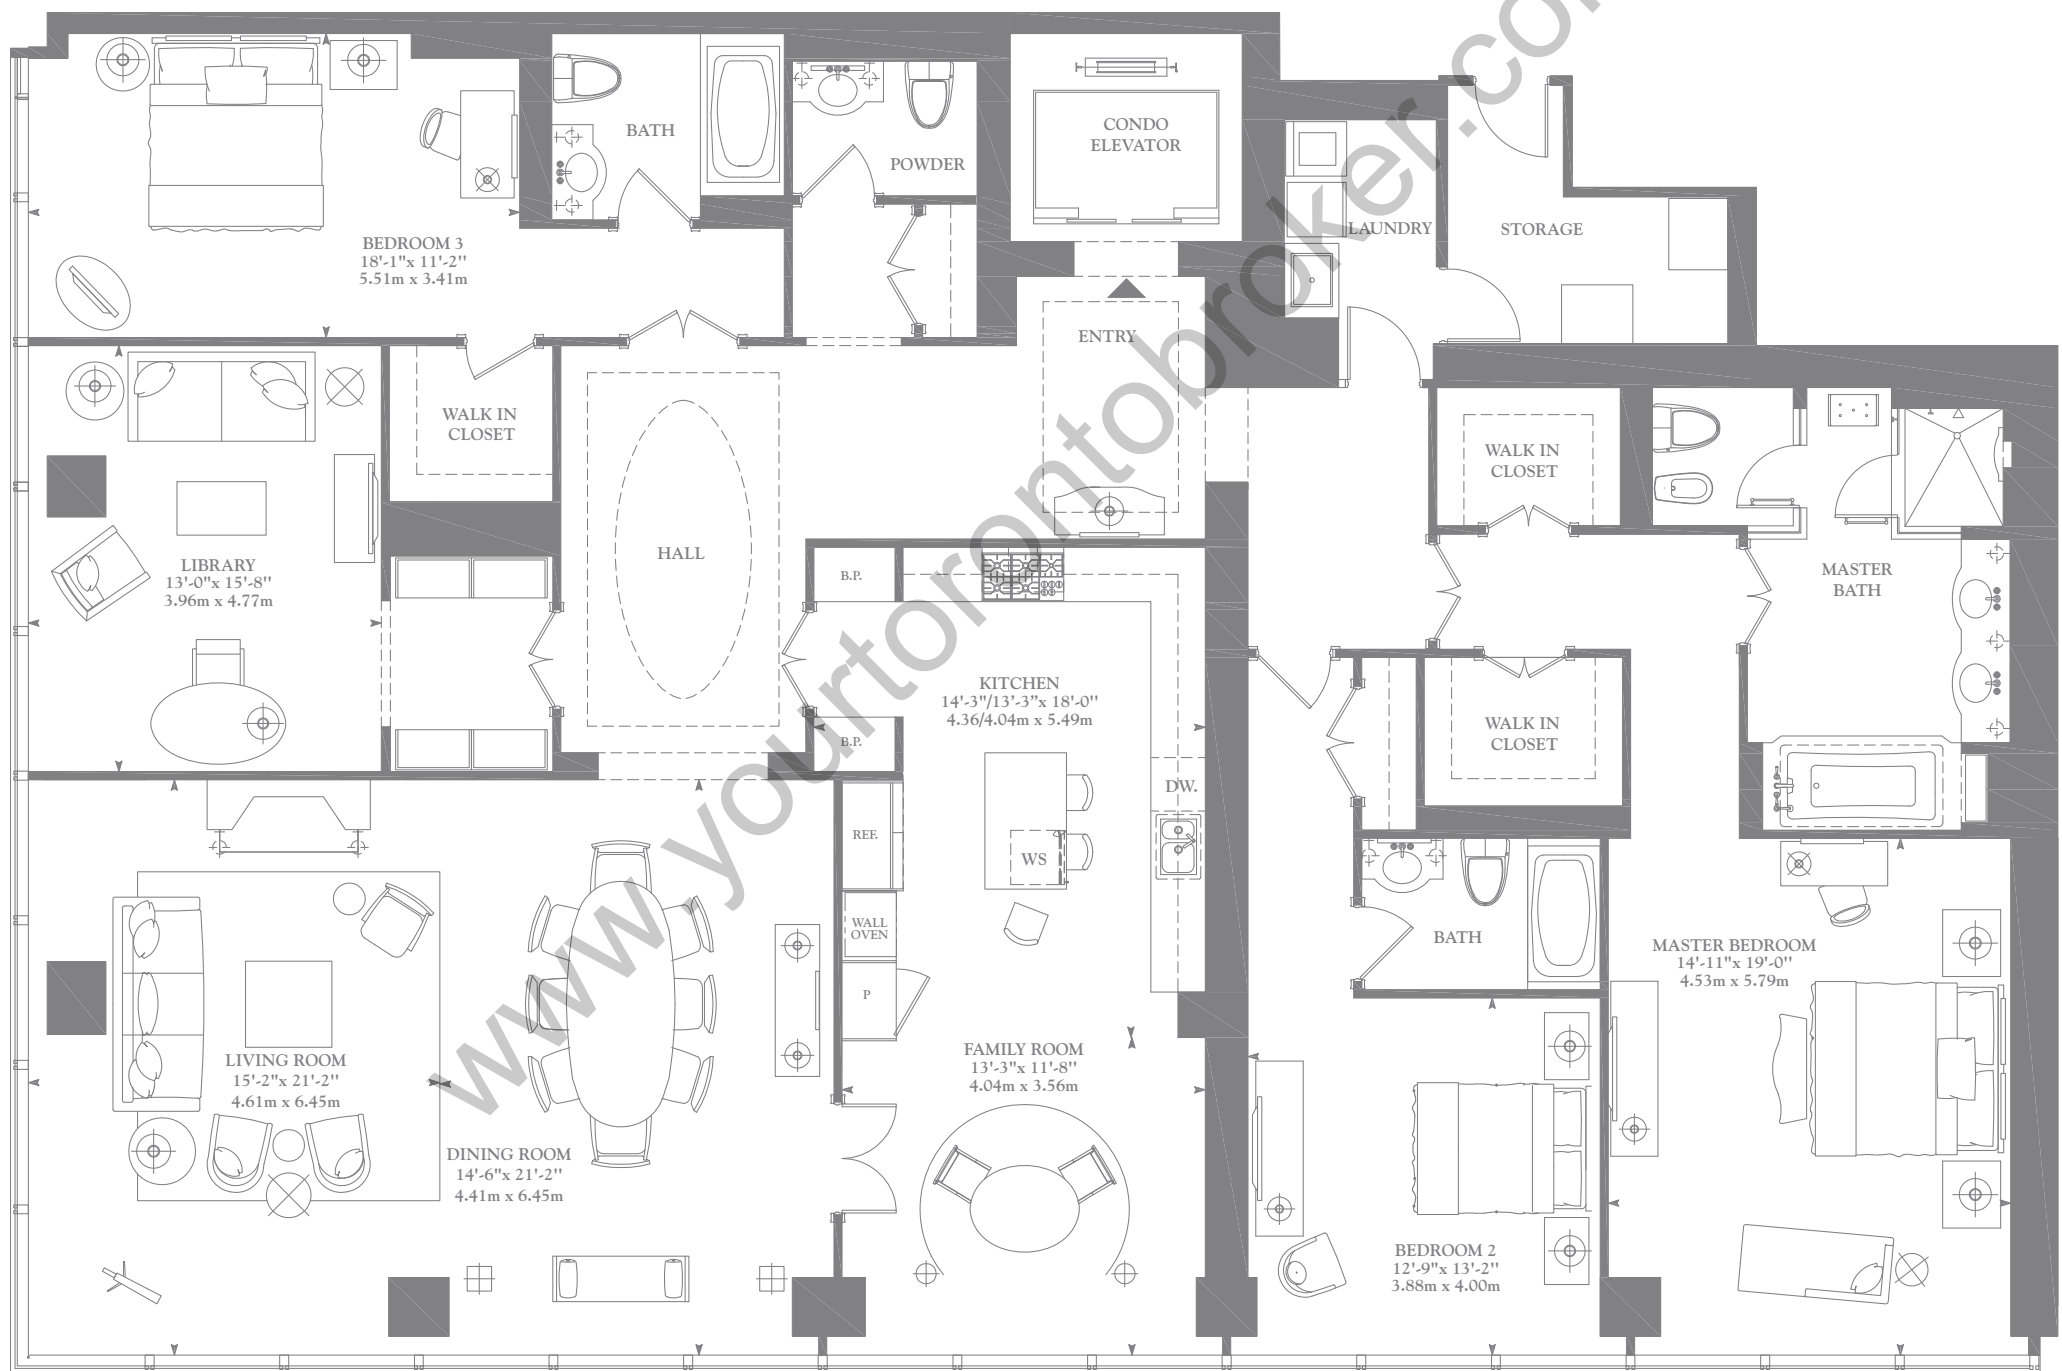 BATH
POWDER
CONDO
ELEVATOR
LAUNDRY
STORAGE
BEDROOM 3
18'-1"x 11'-2"
5.51m x 3.41m
ENTRY
WALK IN
CLOSET
WALK IN
CLOSET
HALL
LIBRARY
13'-0"x 15'-8"
3.96m x 4.77m
B.P.
MASTER
BATH
KITCHEN
14'-3"/13'-3"x 18'-0"
4.36/4.04m x 5.49m
B.P.
WALK IN
CLOSET
DW.
REF.
WS
WALL
OVEN
P
BATH
MASTER BEDROOM
14'-11"x 19'-0"
4.53m x 5.79m
LIVING ROOM
15'-2"x 21'-2"
4.61m x 6.45m
FAMILY ROOM
13'-3"x 11'-8"
4.04m x 3.56m
DINING ROOM
14'-6"x 21'-2"
4.41m x 6.45m
BEDROOM 2
12'-9"x 13'-2"
3.88m x 4.00m
www.yourtorontobroker.com